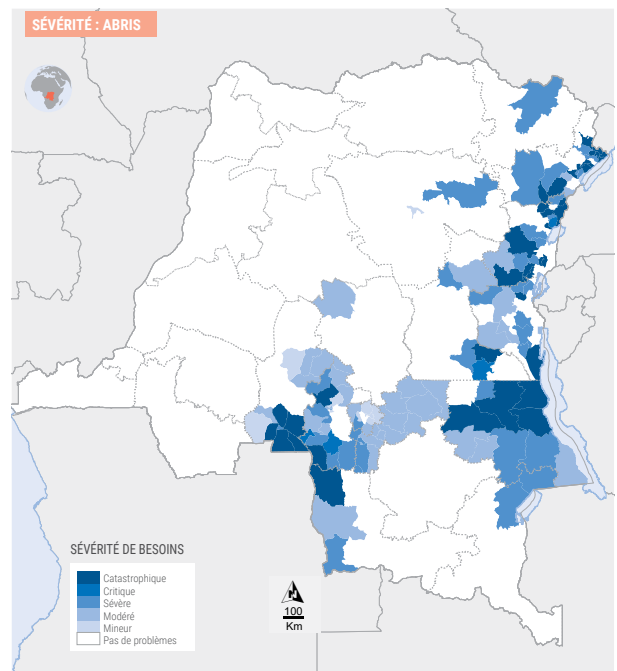 SÉVÉRITÉ : ABRIS
SÉVÉRITÉ DE BESOINS
Catastrophique
Critique
Sévère
Modéré
Mineur
Pas de problèmes
N
100
Km